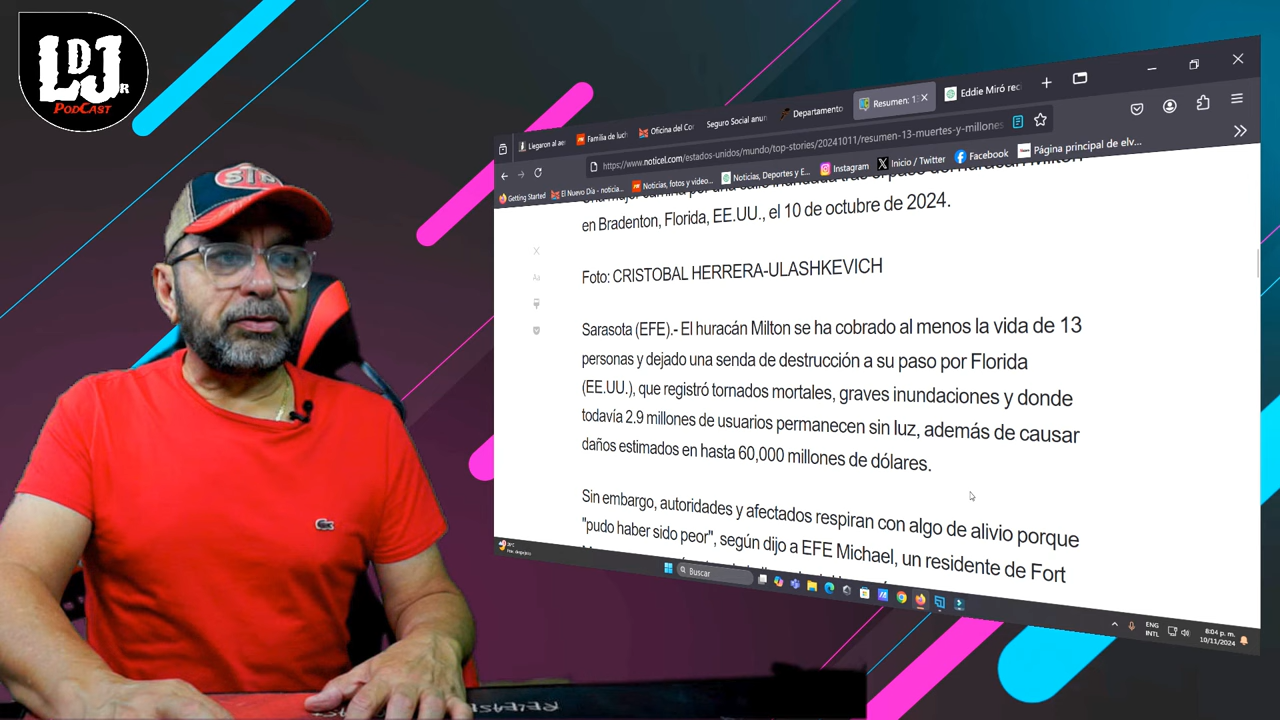 LDJR
PODCAST
STP
Llegaron al ae
Familia de luch
Oficina del Cor
Seguro Social anun
Departamento
Resumen: 1
Eddie Miró rec
https://www.noticel.com/estados-unidos/mundo/top-stories/20241011/resumen-13-muertes-y-millones
Getting Started
El Nuevo Día - noticia...
Noticias, fotos y video...
Noticias, Deportes y E...
Instagram
Inicio / Twitter
Facebook
Página principal de elv...
en Bradenton, Florida, EE.UU., el 10 de octubre de 2024.
Foto: CRISTOBAL HERRERA-ULASHKEVICH
Sarasota (EFE).- El huracán Milton se ha cobrado al menos la vida de 13
personas y dejado una senda de destrucción a su paso por Florida
(EE.UU.), que registró tornados mortales, graves inundaciones y donde
todavía 2.9 millones de usuarios permanecen sin luz, además de causar
daños estimados en hasta 60,000 millones de dólares.
Sin embargo, autoridades y afectados respiran con algo de alivio porque
"pudo haber sido peor", según dijo a EFE Michael, un residente de Fort
Buscar
ENG
INTL
8:04 p. m.
10/11/2024